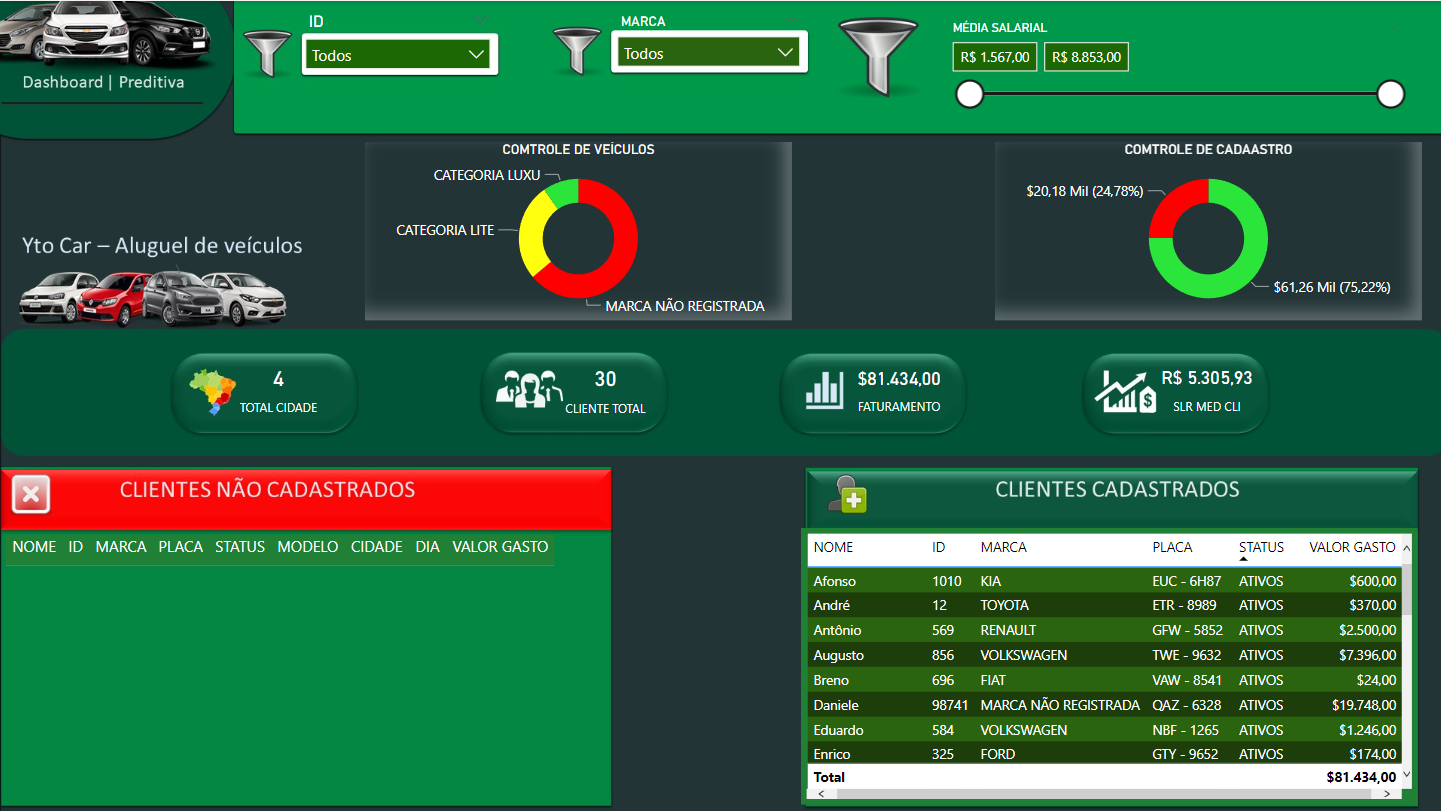 Dashboard | Preditiva
ID
Todos
MARCA
Todos
MÉDIA SALARIAL
R$ 1.567,00 R$ 8.853,00
Yto Car – Aluguel de veículos
COMTROLE DE VEÍCULOS
CATEGORIA LUXU
CATEGORIA LITE
MARCA NÃO REGISTRADA
COMTROLE DE CADAASTRO
$20,18 Mil (24,78%)
$61,26 Mil (75,22%)
4
TOTAL CIDADE
30
CLIENTE TOTAL
$81.434,00
FATURAMENTO
R$ 5.305,93
SLR MED CLI
CLIENTES NÃO CADASTRADOS
NOME ID MARCA PLACA STATUS MODELO CIDADE DIA VALOR GASTO
CLIENTES CADASTRADOS
NOME ID MARCA PLACA STATUS VALOR GASTO
Afonso 1010 KIA EUC - 6H87 ATIVOS $600,00
André 12 TOYOTA ETR - 8989 ATIVOS $370,00
Antônio 569 RENAULT GFW - 5852 ATIVOS $2.500,00
Augusto 856 VOLKSWAGEN TWE - 9632 ATIVOS $7.396,00
Breno 696 FIAT VAW - 8541 ATIVOS $24,00
Daniele 98741 MARCA NÃO REGISTRADA QAZ - 6328 ATIVOS $19.748,00
Eduardo 584 VOLKSWAGEN NBF - 1265 ATIVOS $1.246,00
Enrico 325 FORD GTY - 9652 ATIVOS $174,00
Total $81.434,00